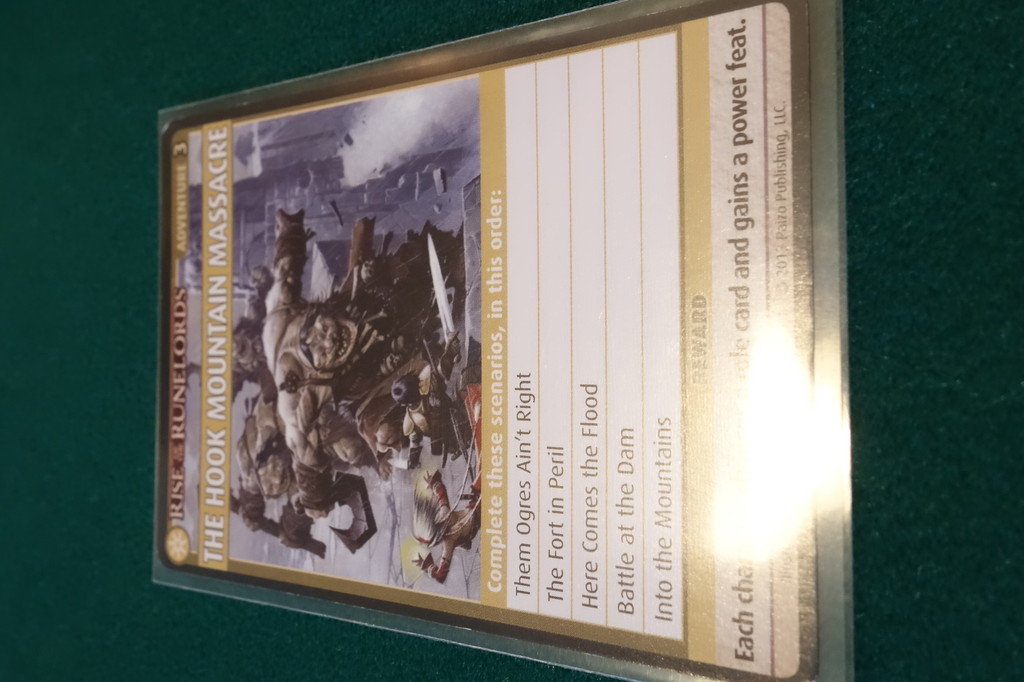 RISE OF THE RUNELORDS ADVENTURE 3
THE HOOK MOUNTAIN MASSACRE
Complete these scenarios, in this order:
Them Ogres Ain't Right
The Fort in Peril
Here Comes the Flood
Battle at the Dam
Into the Mountains
REWARD
Each card and gains a power feat.
Paizo Publishing, LLC